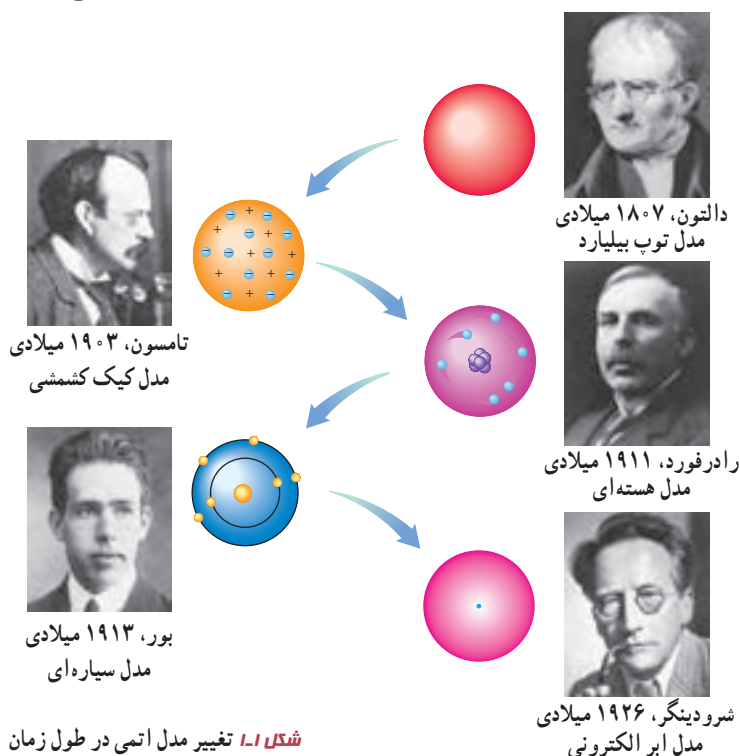 دالتون، ۱۸۰۷ میلادی
مدل توپ بیلیارد
تامسون، ۱۹۰۳ میلادی
مدل کیک کشمشی
رادرفورد، ۱۹۱۱ میلادی
مدل هسته‌ای
بور، ۱۹۱۳ میلادی
مدل سیاره‌ای
شرودینگر، ۱۹۲۶ میلادی
مدل ابر الکترونی
شکل ۱ـ۱ تغییر مدل اتمی در طول زمان